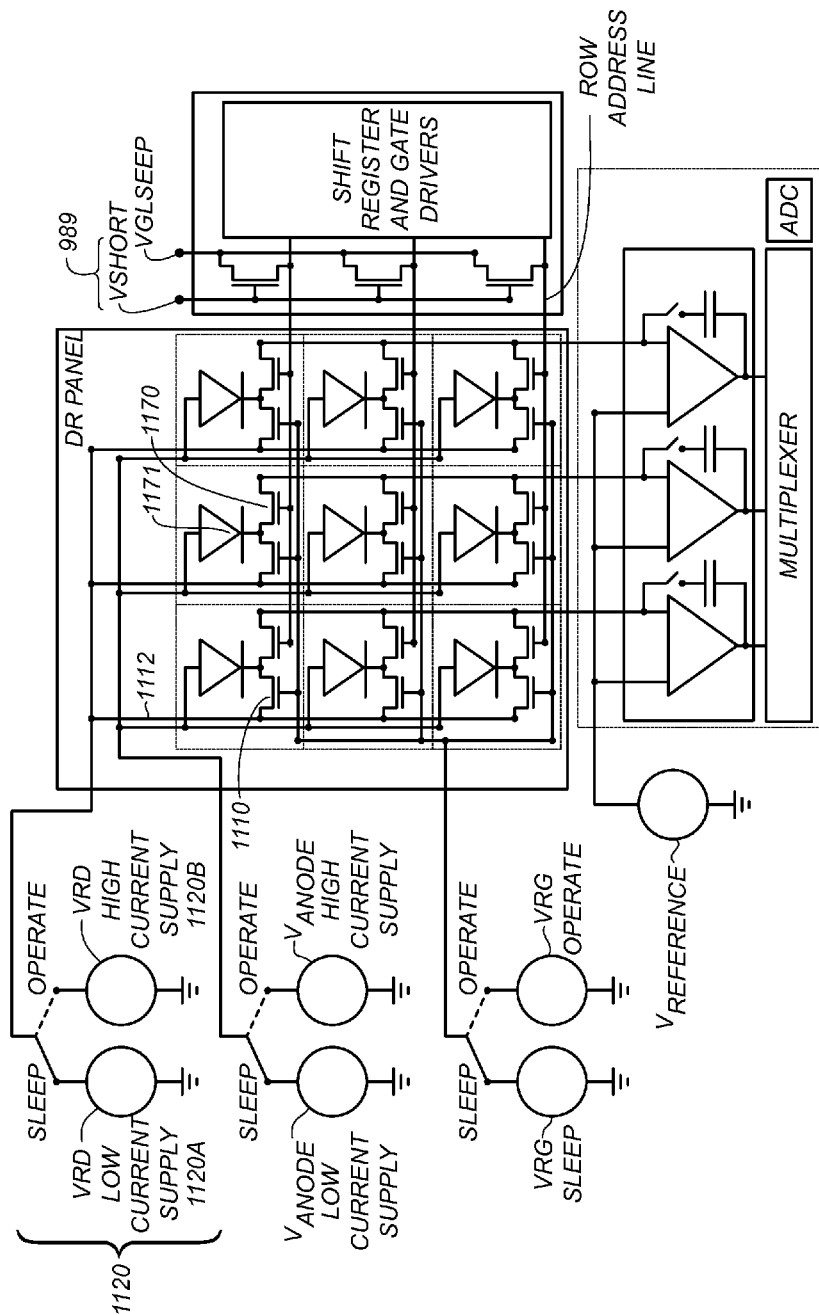 1120
SLEEP
OPERATE
VRD
LOW
CURRENT
SUPPLY
1120A
VRD
HIGH
CURRENT
SUPPLY
1120B
SLEEP
OPERATE
VANODE LOW
CURRENT
SUPPLY
VANODE HIGH
CURRENT
SUPPLY
SLEEP
OPERATE
VRG
SLEEP
VRG
OPERATE
VREFERENCE
DR PANEL
1112
1110
1171
1170
989
VSHORT
VGLSEEP
SHIFT
REGISTER
AND GATE
DRIVERS
ROW
ADDRESS
LINE
MULTIPLEXER
ADC